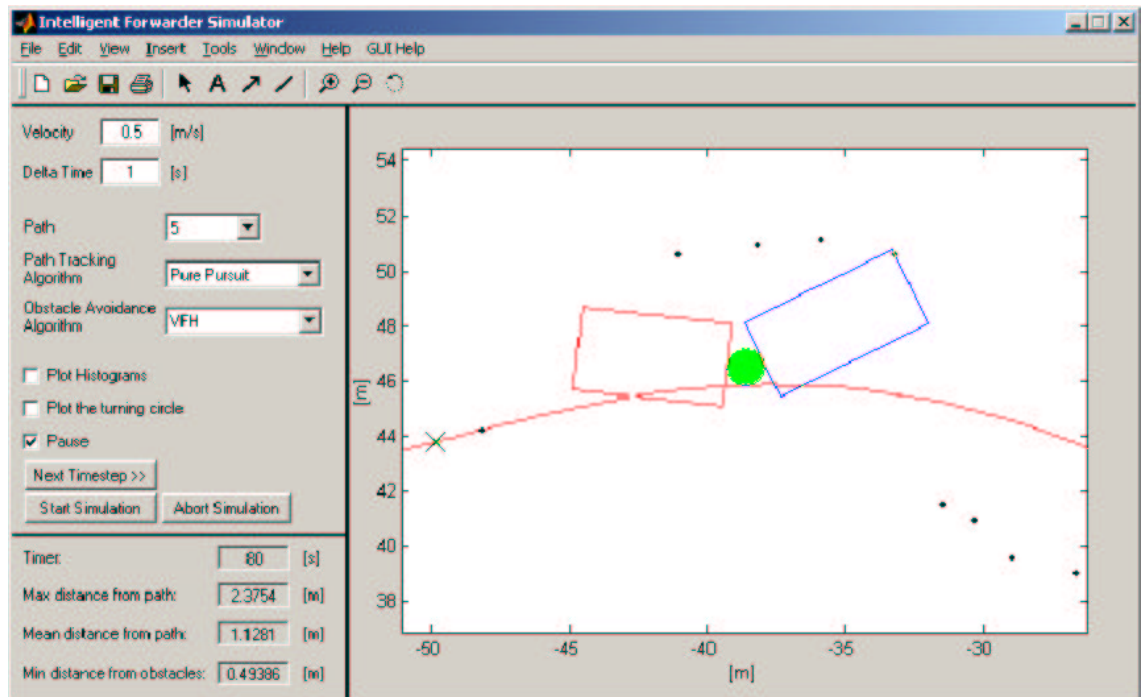 Intelligent Forwarder Simulator
File Edit View Insert Tools Window Help GUI Help
A
Velocity 0.5 [m/s]
Delta Time 1 [s]
Path 5
Path Tracking
Algorithm Pure Pursuit
Obstacle Avoidance
Algorithm VFH
Plot Histograms
Plot the turning circle
Pause
Next Timestep >>
Start Simulation Abort Simulation
Timer: 80 [s]
Max distance from path: 2.3754 [m]
Mean distance from path: 1.1281 [m]
Min distance from obstacles: 0.49386 [m]
54
52
50
48
46
44
42
40
38
[m]
-50 -45 -40 -35 -30
[m]